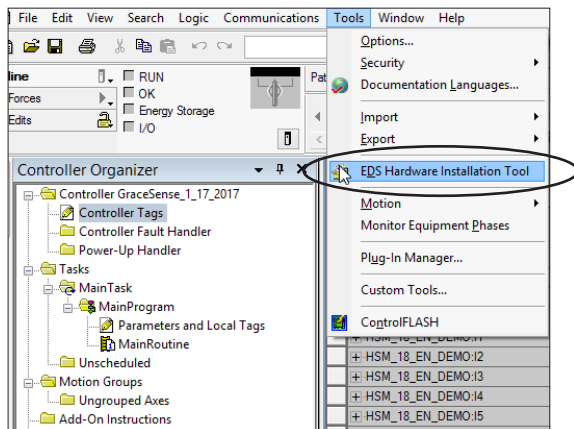 File Edit View Search Logic Communications Tools Window Help
RUN
OK
Energy Storage
I/O
Forces
Edits
Options...
Security
Documentation Languages...
Import
Export
EDS Hardware Installation Tool
Motion
Monitor Equipment Phases
Plug-In Manager...
Custom Tools...
ControlFLASH
Controller Organizer
Controller GraceSense_1_17_2017
Controller Tags
Controller Fault Handler
Power-Up Handler
Tasks
MainTask
MainProgram
Parameters and Local Tags
MainRoutine
Unscheduled
Motion Groups
Ungrouped Axes
Add-On Instructions
HSM_18_EN_DEMO:I2
HSM_18_EN_DEMO:I3
HSM_18_EN_DEMO:I4
HSM_18_EN_DEMO:I5